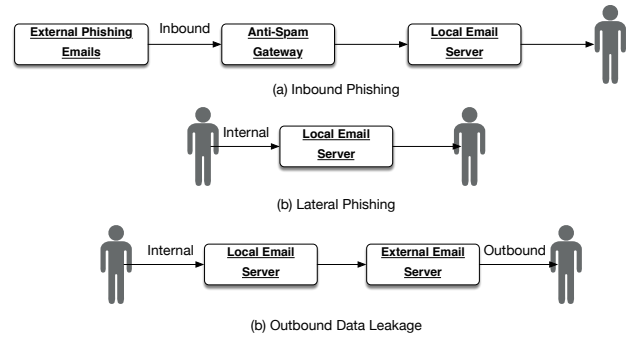 External Phishing
Emails
Inbound
Anti-Spam
Gateway
Local Email
Server
(a) Inbound Phishing
Internal
Local Email
Server
(b) Lateral Phishing
Internal
Local Email
Server
External Email
Server
Outbound
(b) Outbound Data Leakage